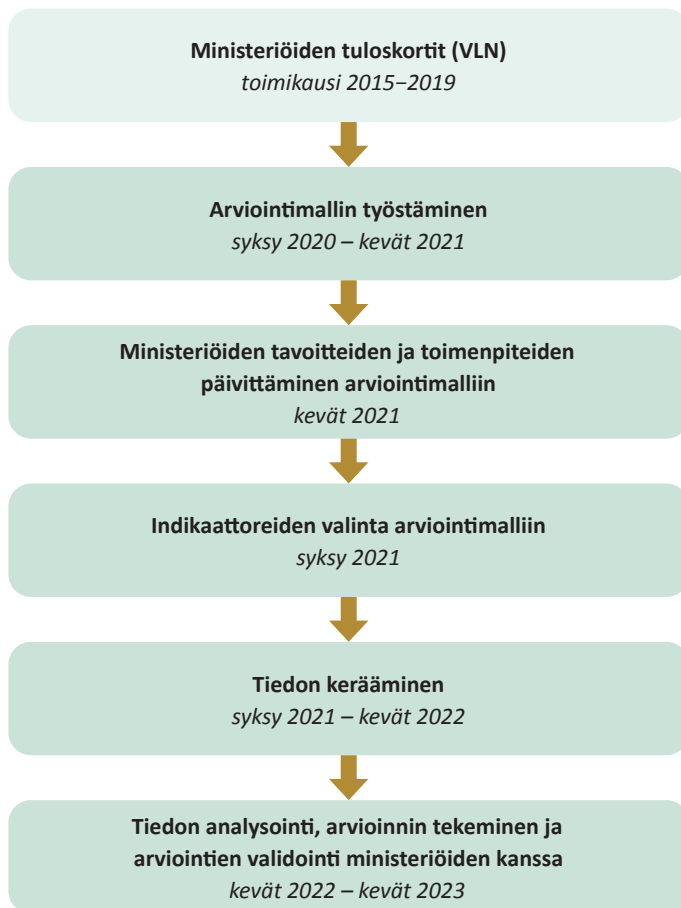 Ministeriöiden tuloskortit (VLN)
toimikausi 2015–2019
Arviointimallin työstäminen
syksy 2020 – kevät 2021
Ministeriöiden tavoitteiden ja toimenpiteiden
päivittäminen arviointimalliin
kevät 2021
Indikaattoreiden valinta arviointimalliin
syksy 2021
Tiedon kerääminen
syksy 2021 – kevät 2022
Tiedon analysointi, arvioinnin tekeminen ja
arviointien validointi ministeriöiden kanssa
kevät 2022 – kevät 2023